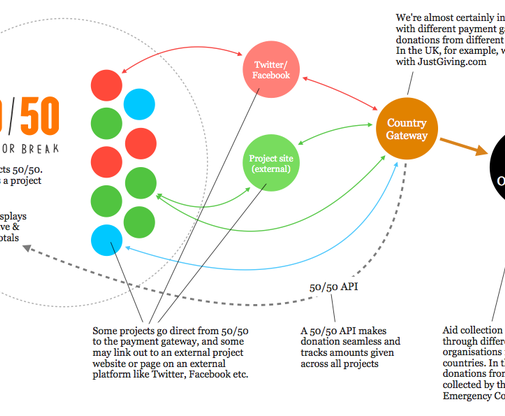 We're almost certainly in
with different payment
donations from different
In the UK, for example, w
with JustGiving.com
Twitter/
Facebook
/50
OR BREAK
Country
Gateway
Project site
(external)
cts 50/50.
s a project
splays
ve &
otals
50/50 API
Some projects go direct from 50/50
to the payment gateway, and some
may link out to an external project
website or page on an external
platform like Twitter, Facebook etc.
A 50/50 API makes
donation seamless and
tracks amounts given
across all projects
Aid collection
through differe
organisations
countries. In th
donations from
collected by th
Emergency Co